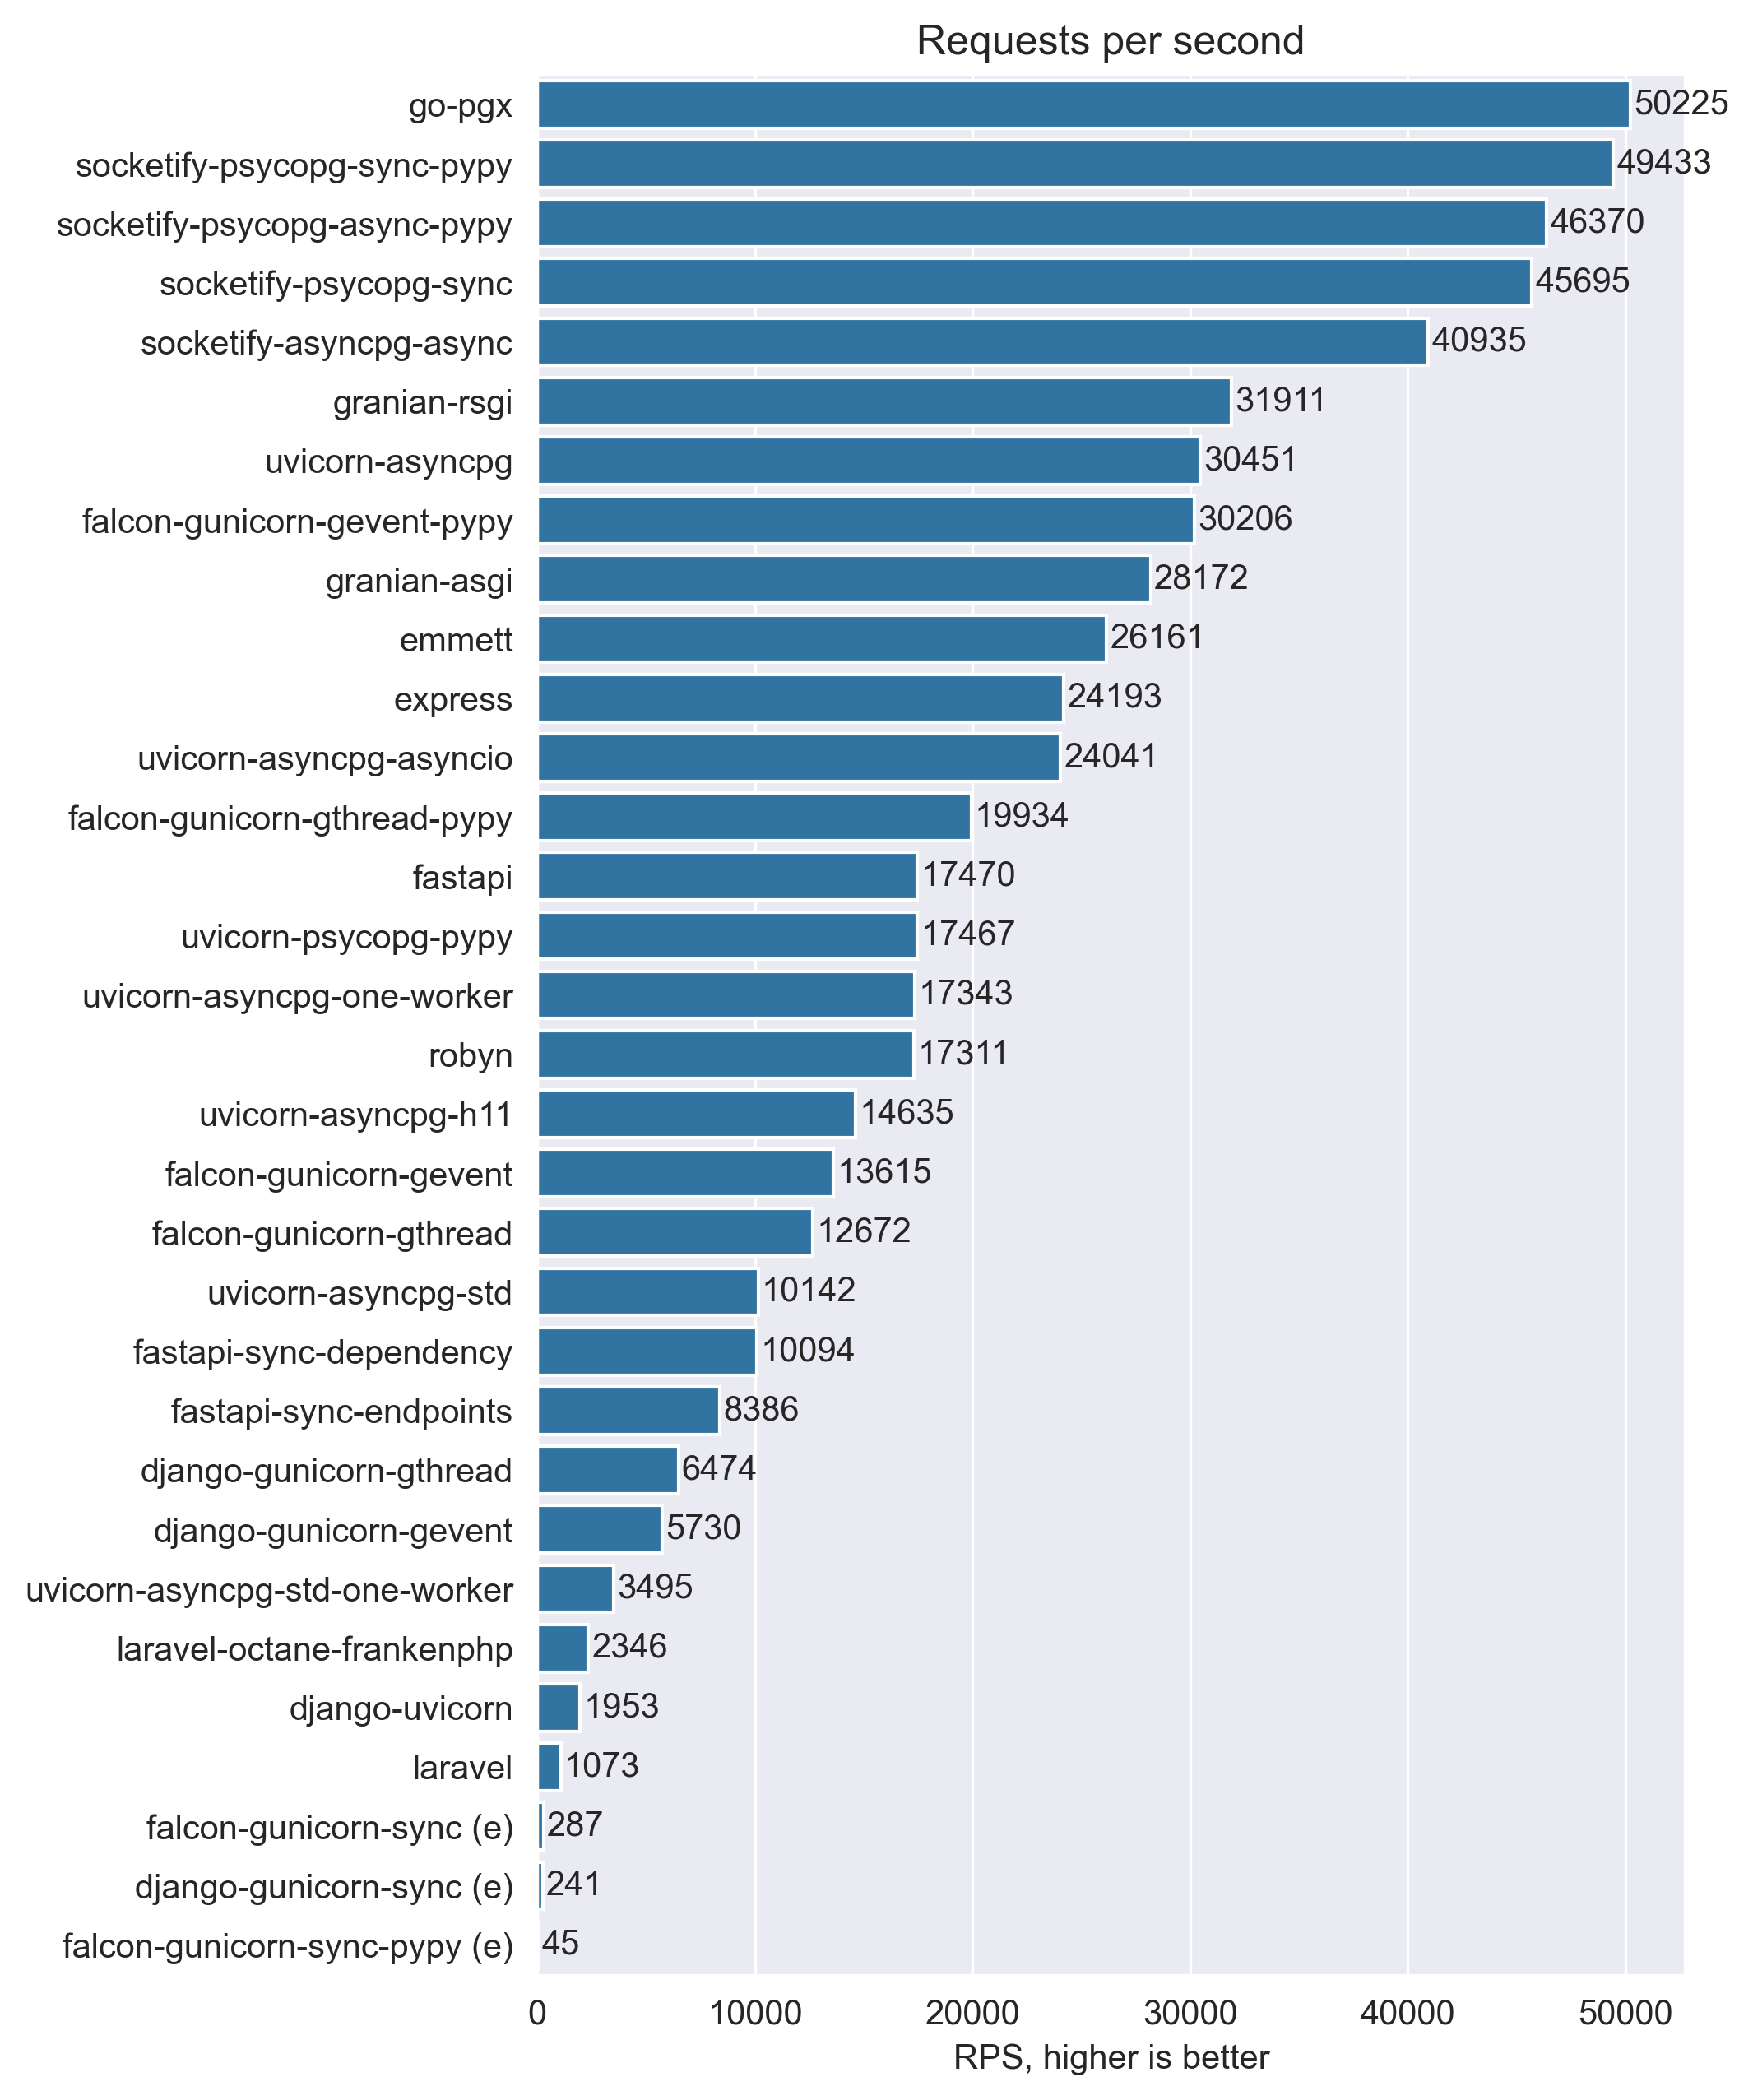 Requests per second
go-pgx 50225
socketify-psycopg-sync-pypy 49433
socketify-psycopg-async-pypy 46370
socketify-psycopg-sync 45695
socketify-asyncpg-async 40935
granian-rsgi 31911
uvicorn-asyncpg 30451
falcon-gunicorn-gevent-pypy 30206
granian-asgi 28172
emmett 26161
express 24193
uvicorn-asyncpg-asyncio 24041
falcon-gunicorn-gthread-pypy 19934
fastapi 17470
uvicorn-psycopg-pypy 17467
uvicorn-asyncpg-one-worker 17343
robyn 17311
uvicorn-asyncpg-h11 14635
falcon-gunicorn-gevent 13615
falcon-gunicorn-gthread 12672
uvicorn-asyncpg-std 10142
fastapi-sync-dependency 10094
fastapi-sync-endpoints 8386
django-gunicorn-gthread 6474
django-gunicorn-gevent 5730
uvicorn-asyncpg-std-one-worker 3495
laravel-octane-frankenphp 2346
django-uvicorn 1953
laravel 1073
falcon-gunicorn-sync (e) 287
django-gunicorn-sync (e) 241
falcon-gunicorn-sync-pypy (e) 45
0 10000 20000 30000 40000 50000
RPS, higher is better